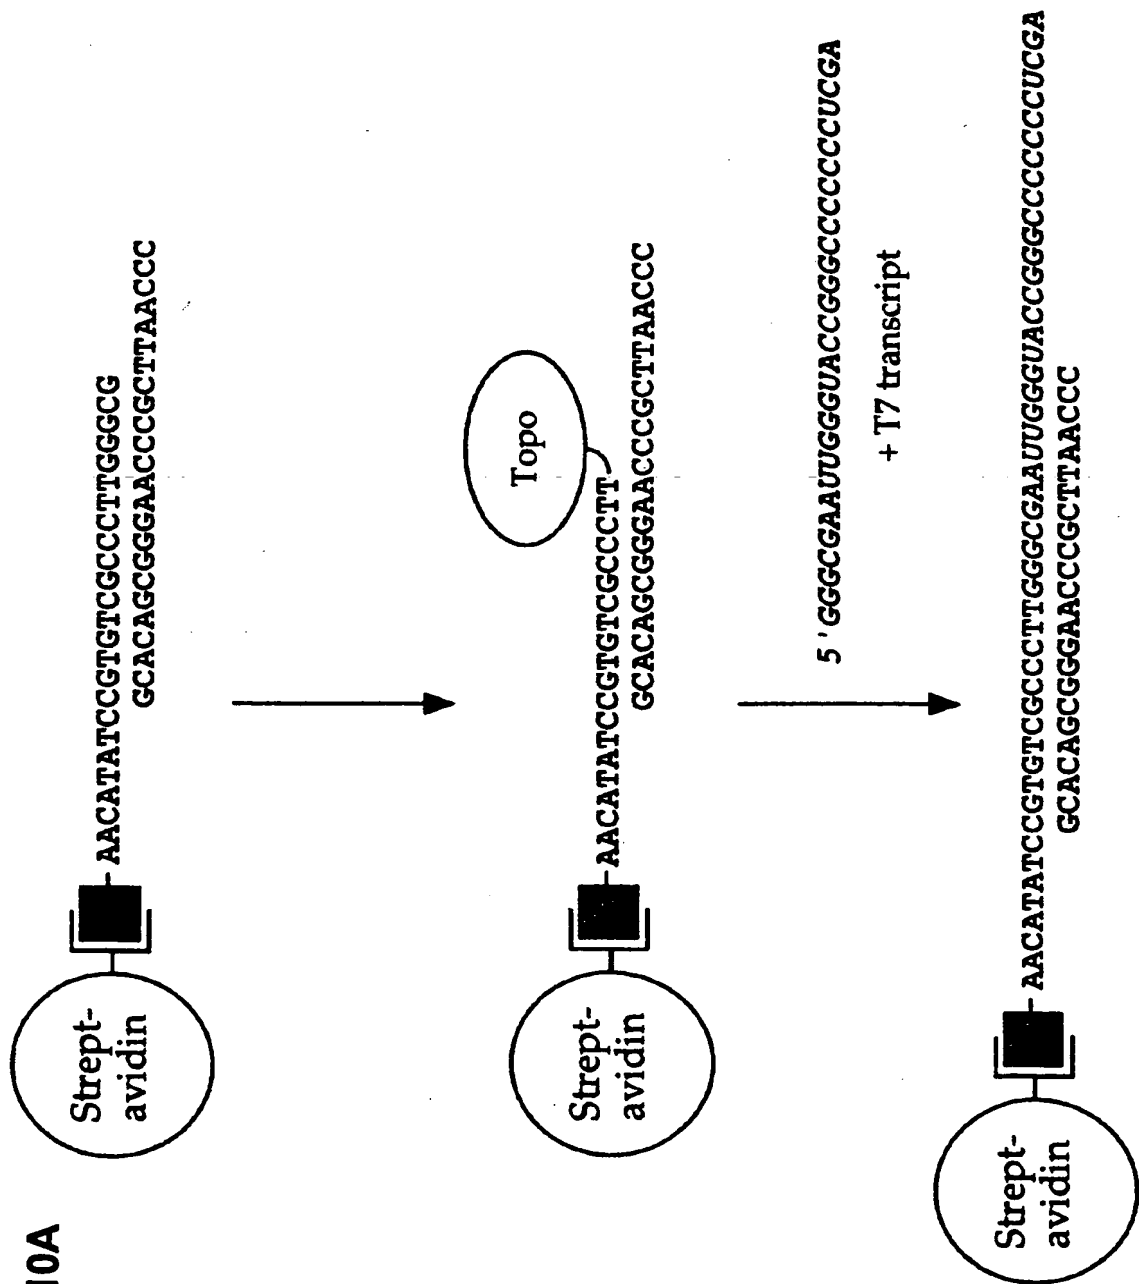 10A
Strept-
avidin
AACATATCCGTGTCGCCCTTGGGCG
GCACAGCGGGAACCCGCTTAACCC
Topo
Strept-
avidin
AACATATCCGTGTCGCCCTT
GCACAGCGGGAACCCGCTTAACCC
5'GGGCGAAUUGGGUACCGGGCCCCCCCUCGA
+ T7 transcript
Strept-
avidin
AACATATCCGTGTCGCCCTTGGGCGAAUUGGGUACCGGGCCCCCCCUCGA
GCACAGCGGGAACCCGCTTAACCC